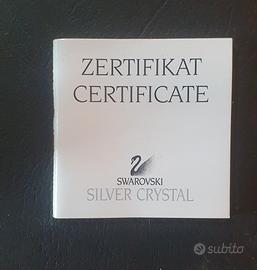 ZERTIFIKAT
CERTIFICATE
SWAROVSKI
SILVER CRYSTAL
subito